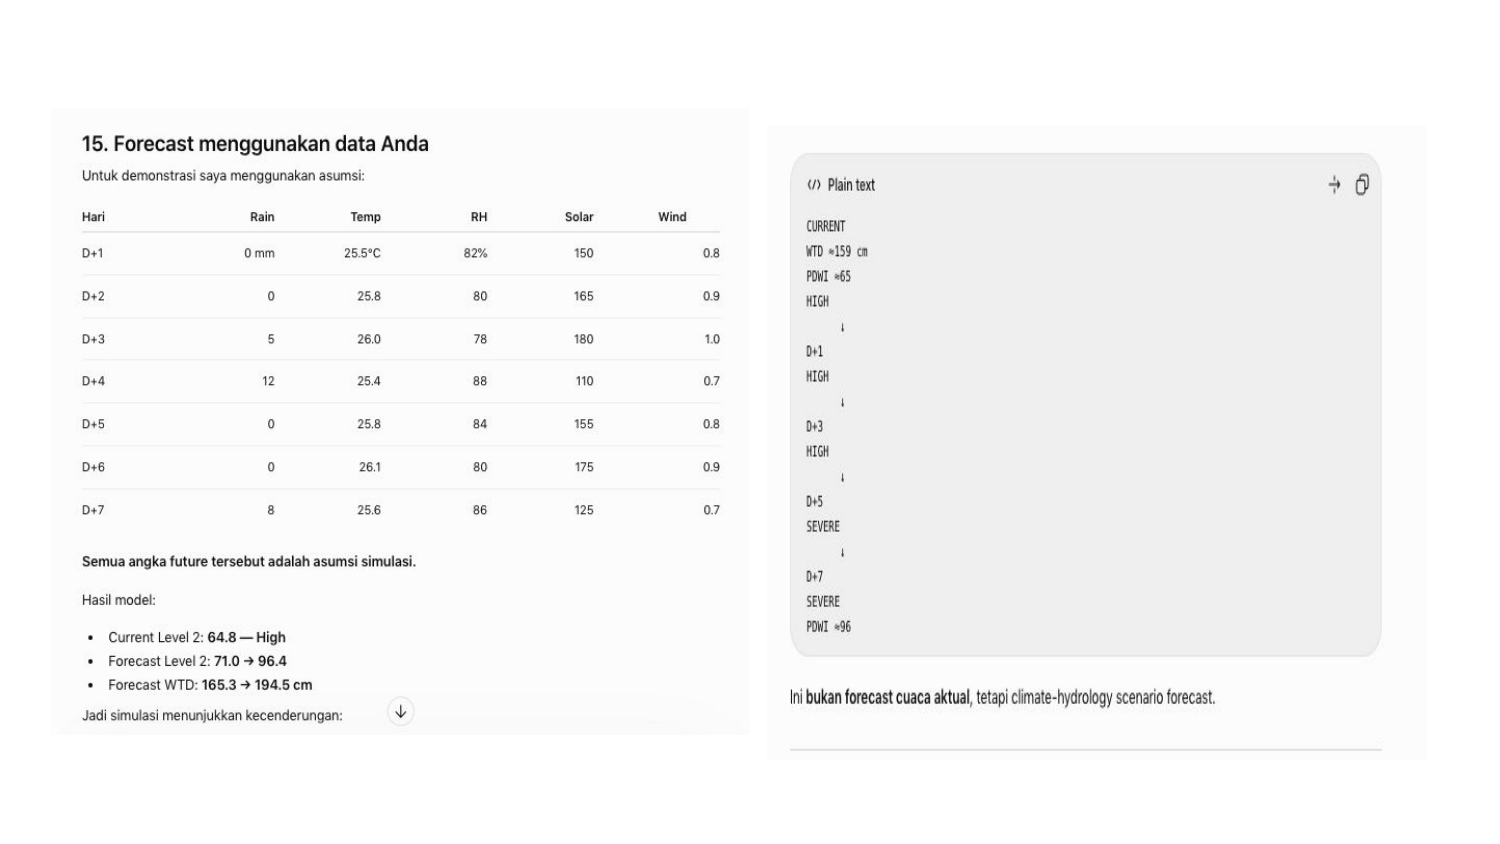 15. Forecast menggunakan data Anda
Untuk demonstrasi saya menggunakan asumsi:
Hari Rain Temp RH Solar Wind
D+1 0 mm 25.5°C 82% 150 0.8
D+2 0 25.8 80 165 0.9
D+3 5 26.0 78 180 1.0
D+4 12 25.4 88 110 0.7
D+5 0 25.8 84 155 0.8
D+6 0 26.1 80 175 0.9
D+7 8 25.6 86 125 0.7
Semua angka future tersebut adalah asumsi simulasi.
Hasil model:
• Current Level 2: 64.8 — High
• Forecast Level 2: 71.0 → 96.4
• Forecast WTD: 165.3 → 194.5 cm
Jadi simulasi menunjukkan kecenderungan:
</> Plain text
CURRENT
WTD ≈159 cm
PDWI ≈65
HIGH
↓
D+1
HIGH
↓
D+3
HIGH
↓
D+5
SEVERE
↓
D+7
SEVERE
PDWI ≈96
Ini bukan forecast cuaca aktual, tetapi climate-hydrology scenario forecast.